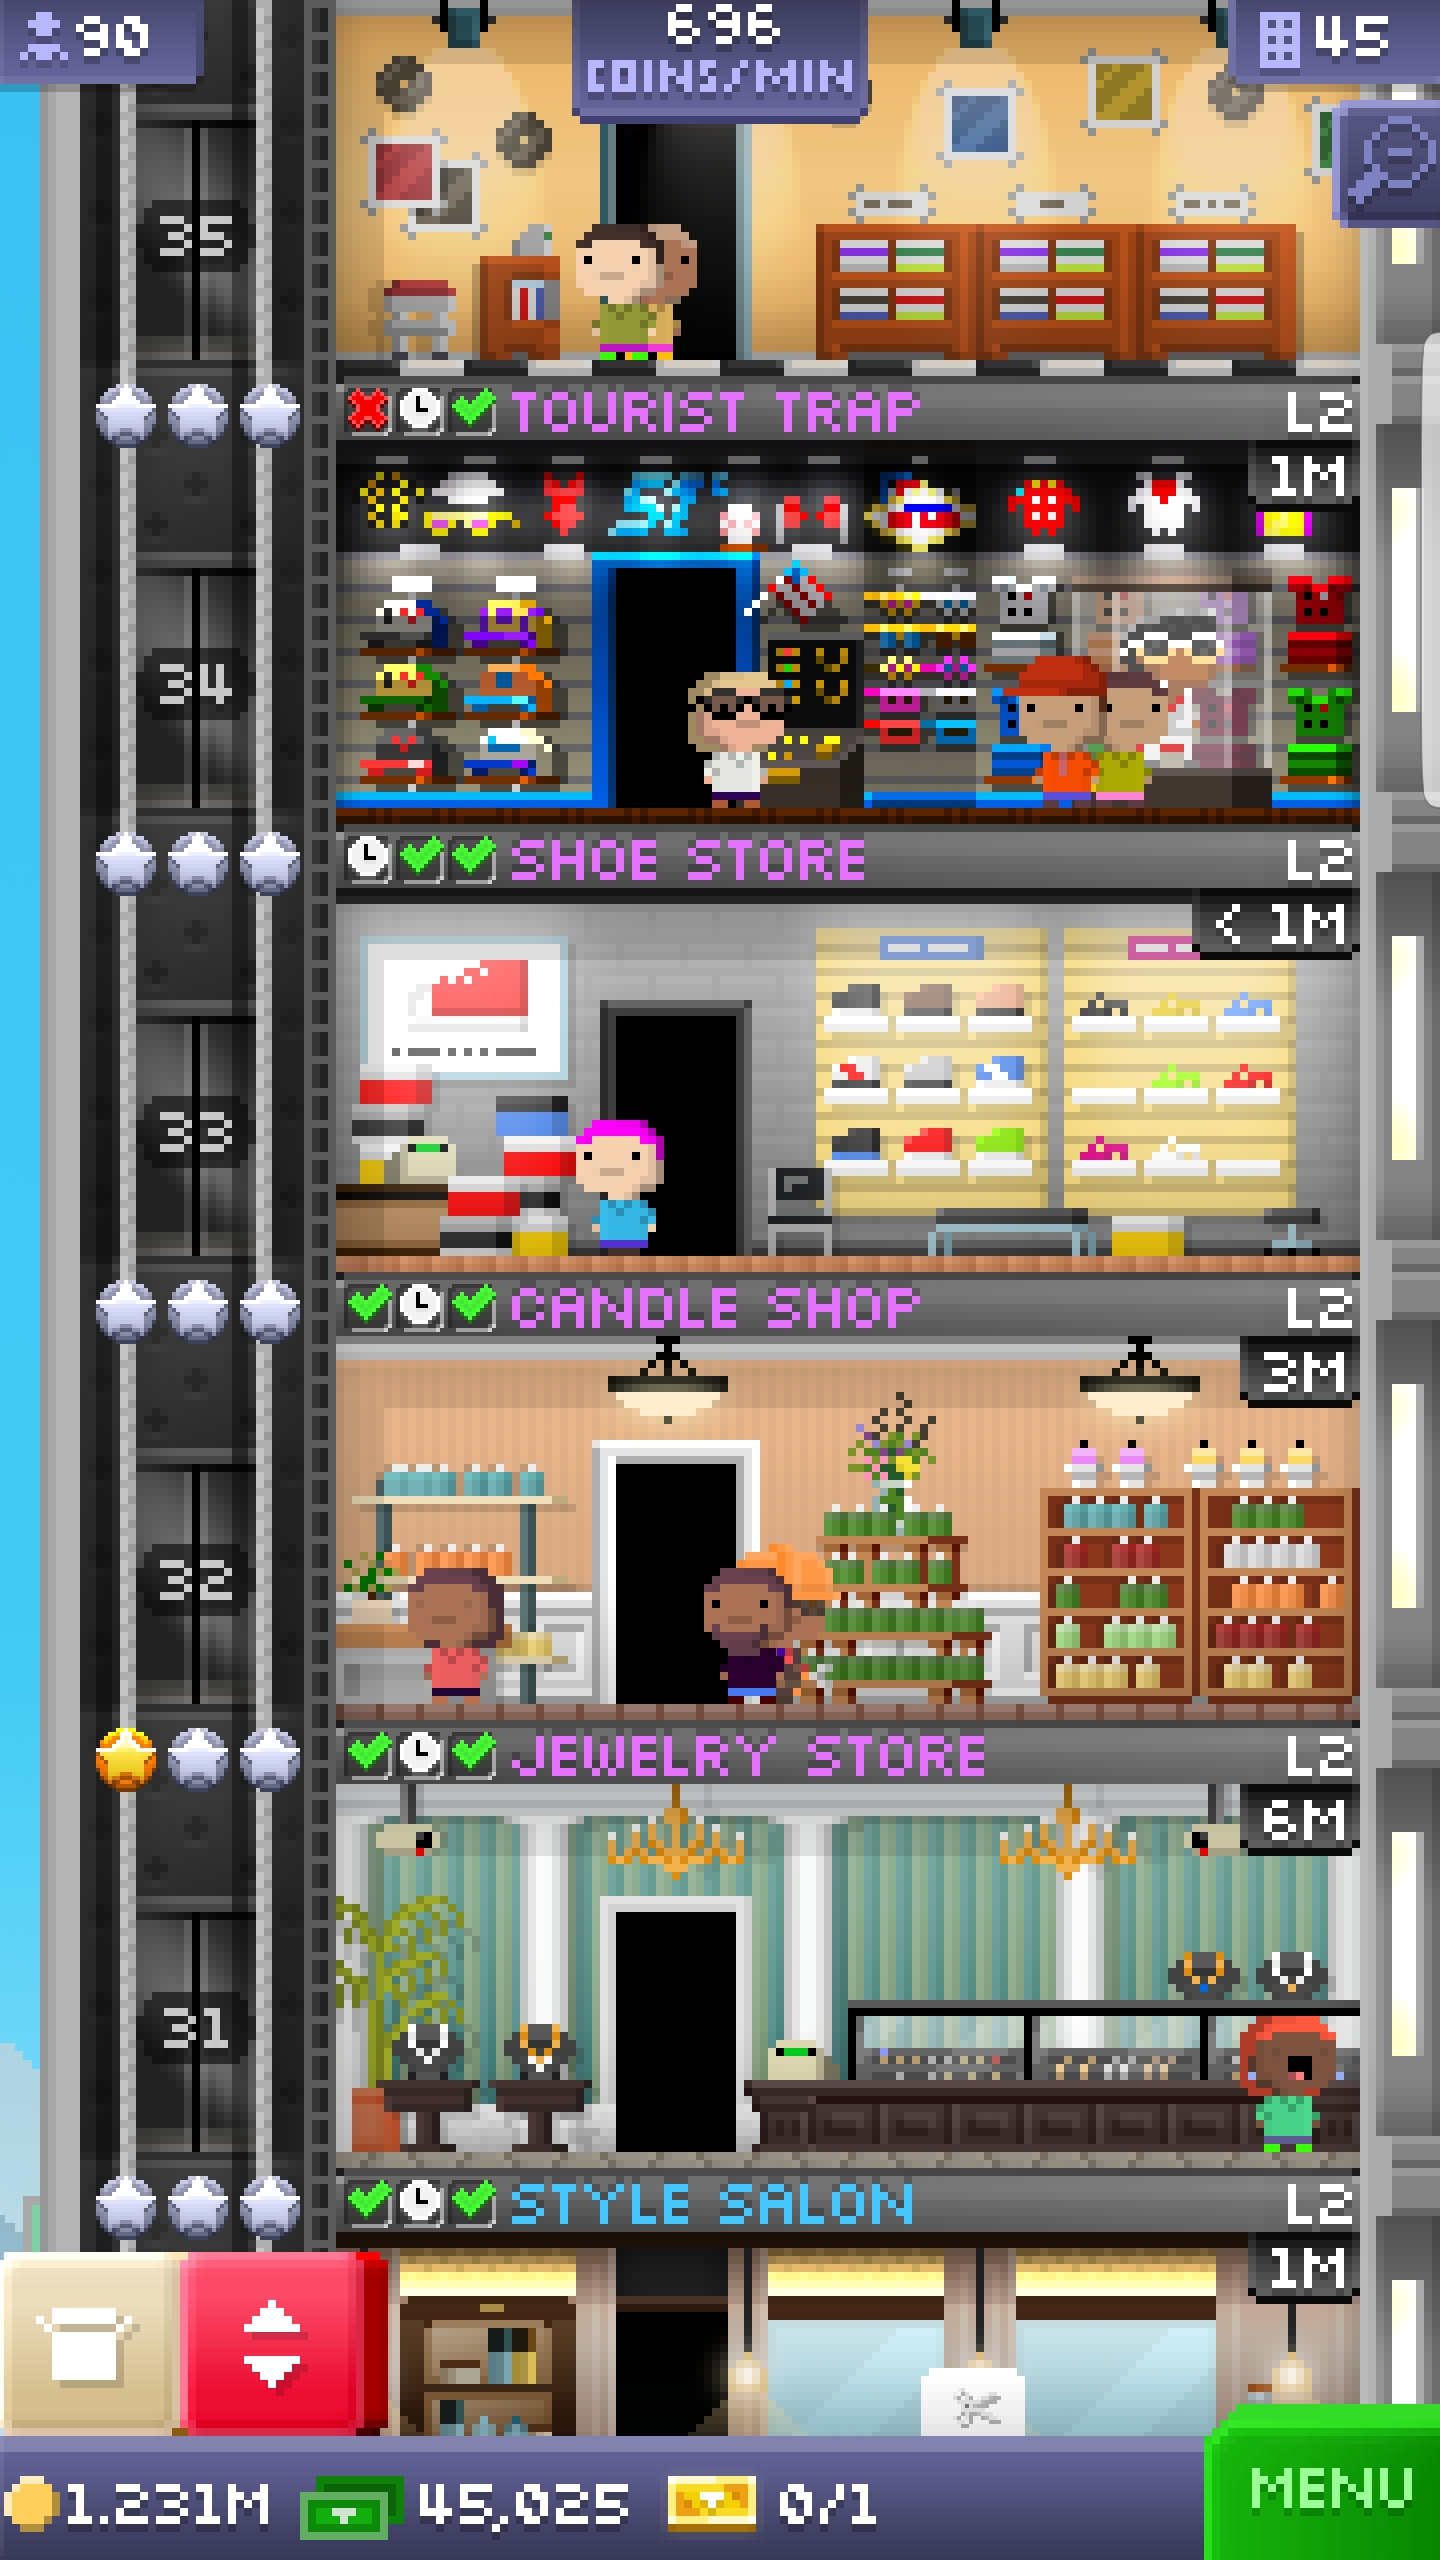 90
696
COINS/MIN
45
35
TOURIST TRAP L2
1M
34
SHOE STORE L2
< 1M
33
CANDLE SHOP L2
3M
32
JEWELRY STORE L2
6M
31
STYLE SALON L2
1M
1.231M 45,025 0/1
MENU